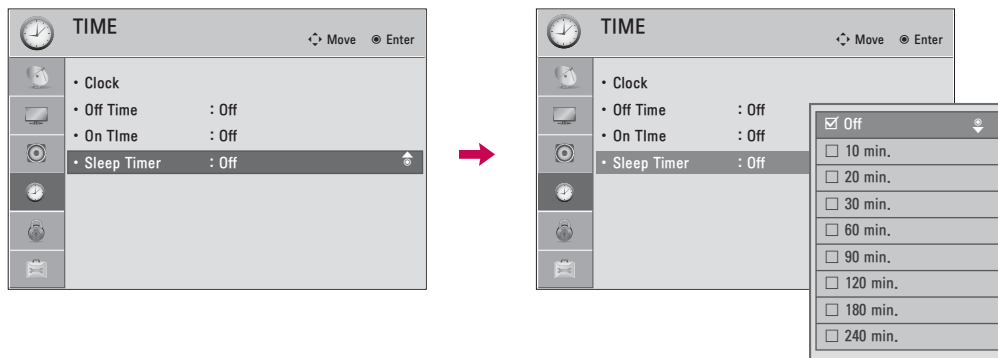 TIME
Move Enter
• Clock
• Off Time : Off
• On TIme : Off
• Sleep Timer : Off
TIME
Move Enter
• Clock
• Off Time : Off
• On TIme : Off
• Sleep Timer : Off
☑ Off
☐ 10 min.
☐ 20 min.
☐ 30 min.
☐ 60 min.
☐ 90 min.
☐ 120 min.
☐ 180 min.
☐ 240 min.